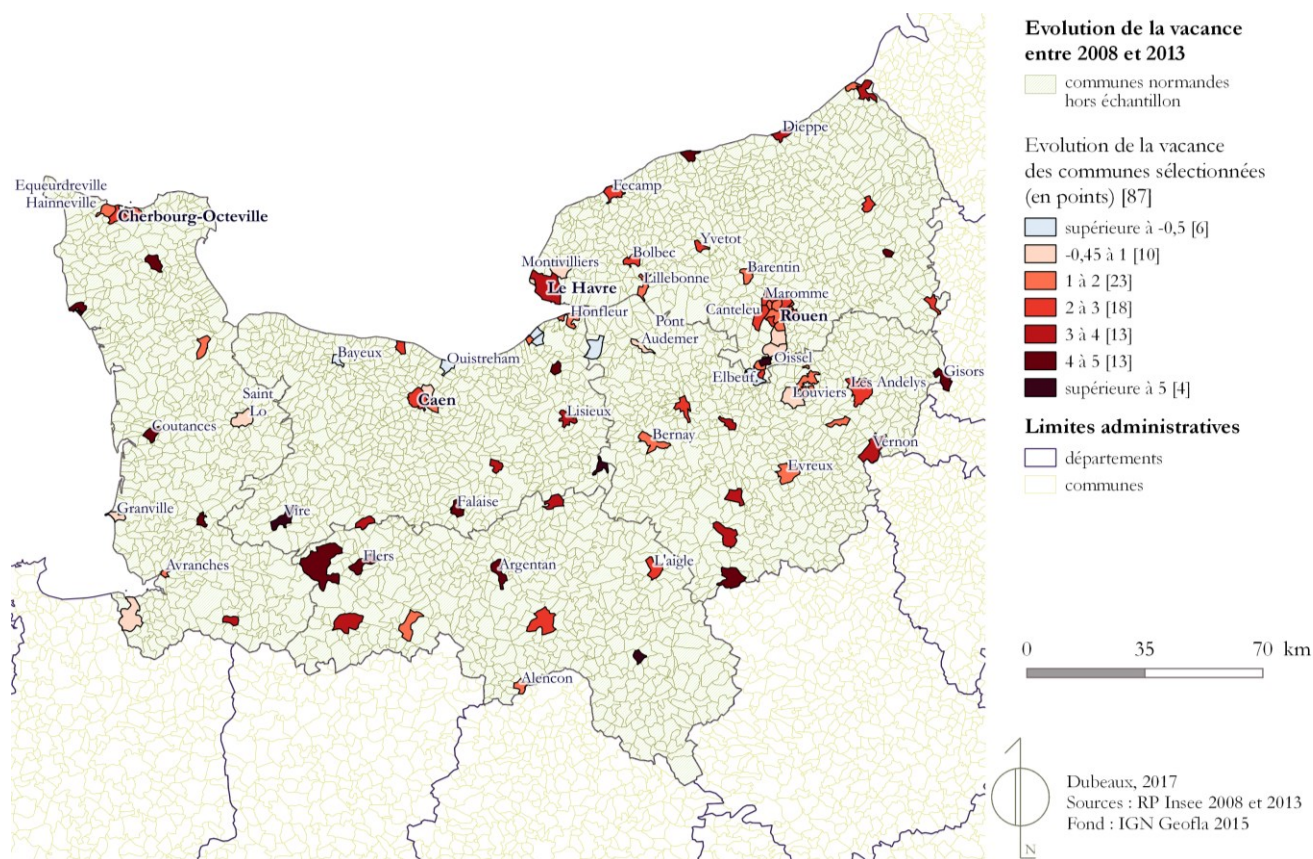 Evolution de la vacance
entre 2008 et 2013
communes normandes
hors échantillon
Evolution de la vacance
des communes sélectionnées
(en points) [87]
supérieure à -0,5 [6]
-0,45 à 1 [10]
1 à 2 [23]
2 à 3 [18]
3 à 4 [13]
4 à 5 [13]
supérieure à 5 [4]
Limites administratives
départements
communes
0 35 70 km
N
Dubeaux, 2017
Sources : RP Insee 2008 et 2013
Fond : IGN Geofla 2015
Dieppe
Equeurdreville
Hainneville
Cherbourg-Octeville
Fecamp
Yvetot
Bolbec
Montivilliers
Lillebonne
Barentin
Le Havre
Maromme
Canteleu
Rouen
Honfleur
Pont
Audemer
Bayeux
Ouistreham
Oissel
Elbeuf
Gisors
Les Andelys
Louviers
Saint
Lo
Caen
Coutances
Lisieux
Bernay
Vernon
Evreux
Granville
Vire
Falaise
Avranches
Flers
Argentan
L'aigle
Alencon